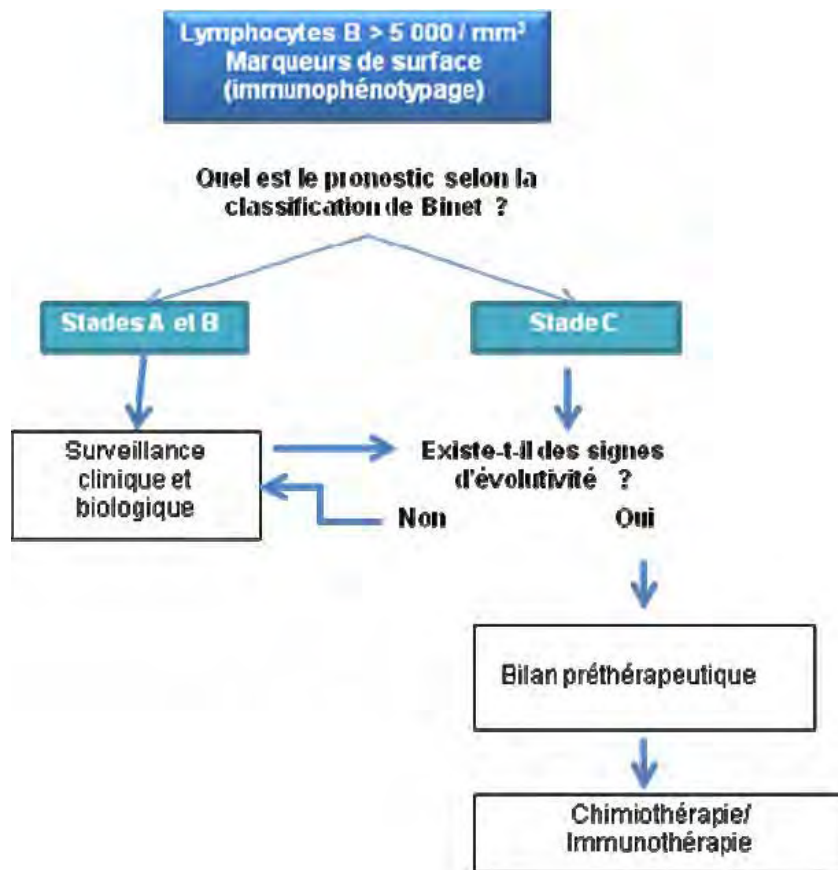 Lymphocytes B > 5 000 / mm³
Marqueurs de surface
(immunophénotypage)
Quel est le pronostic selon la
classification de Binet ?
Stades A et B
Stade C
Surveillance
clinique et
biologique
Existe-t-il des signes
d'évolutivité ?
Non
Oui
Bilan préthérapeutique
Chimiothérapie/
Immunothérapie